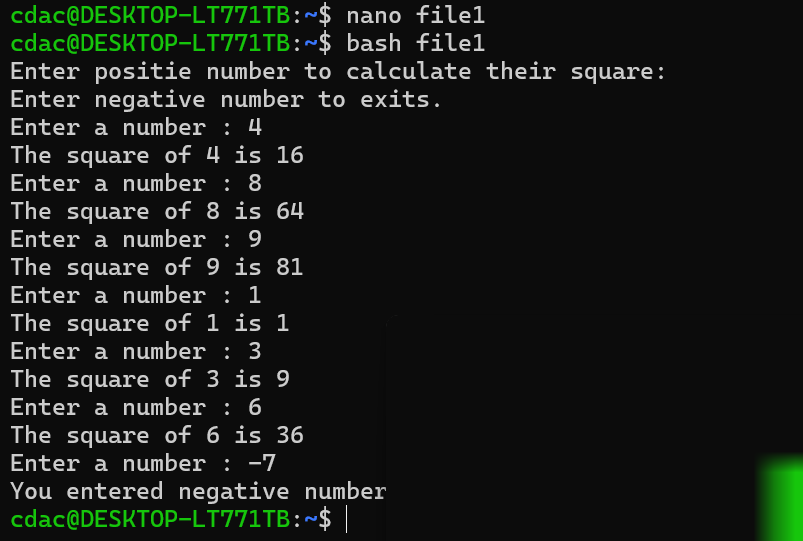 cdac@DESKTOP-LT771TB:~$ nano file1
cdac@DESKTOP-LT771TB:~$ bash file1
Enter positie number to calculate their square:
Enter negative number to exits.
Enter a number : 4
The square of 4 is 16
Enter a number : 8
The square of 8 is 64
Enter a number : 9
The square of 9 is 81
Enter a number : 1
The square of 1 is 1
Enter a number : 3
The square of 3 is 9
Enter a number : 6
The square of 6 is 36
Enter a number : -7
You entered negative number
cdac@DESKTOP-LT771TB:~$